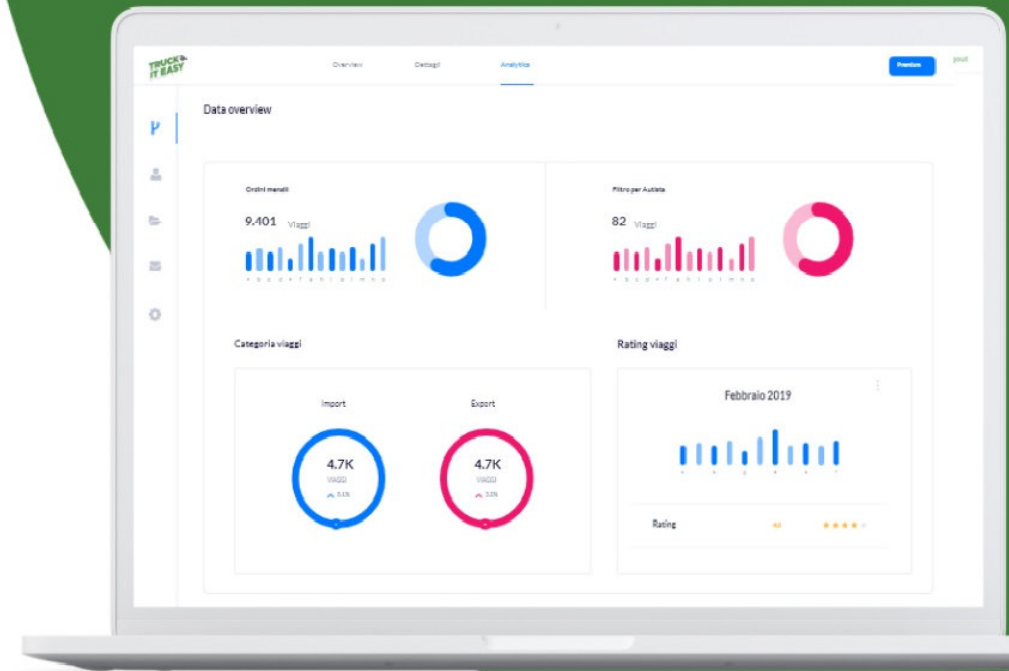 TRUCK
IT EASY
Overview
Dettagli
Analytics
Premium
Data overview
Ordini mensili
9.401 Viaggi
Filtro per Autista
82 Viaggi
Categoria viaggi
Import
4.7K
VIAGGI
Export
4.7K
VIAGGI
Rating viaggi
Febbraio 2019
Rating